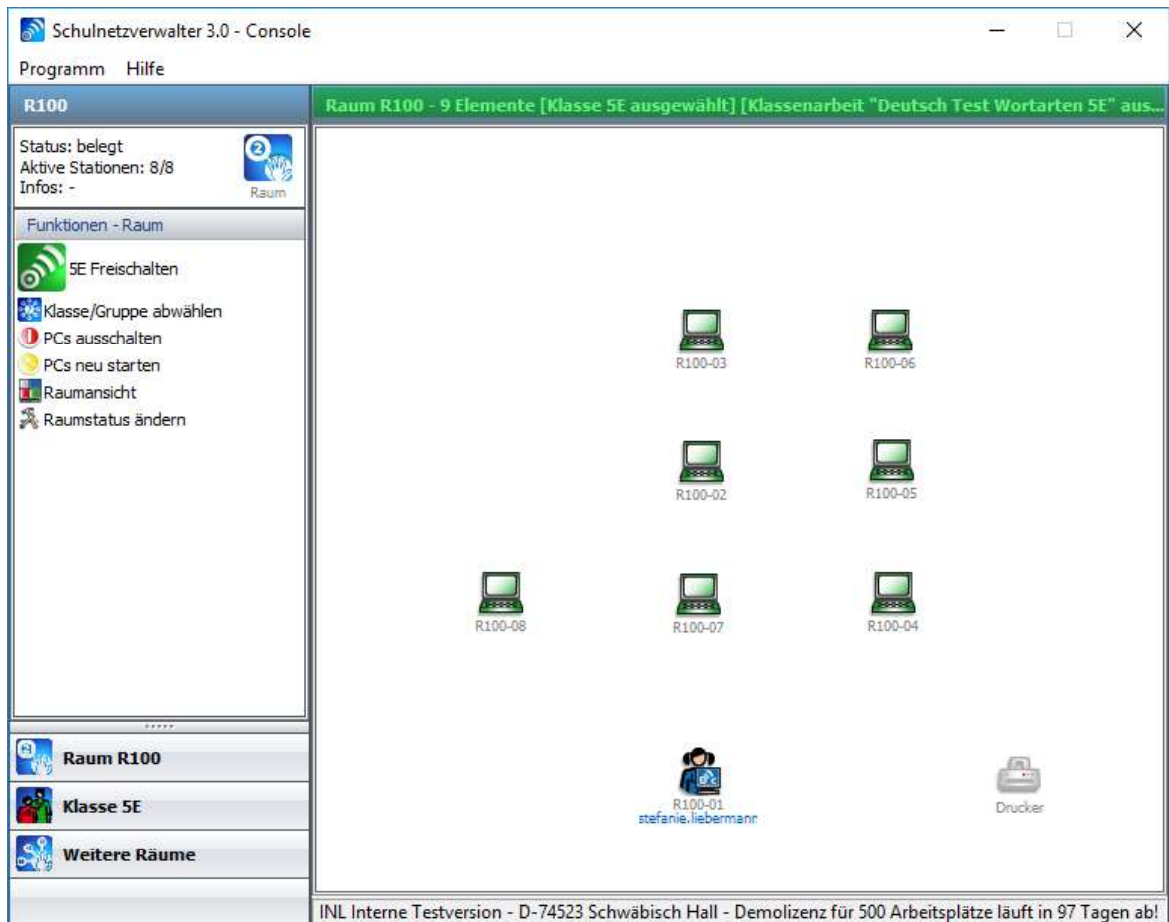 Schulnetzverwalter 3.0 - Console
Programm Hilfe
R100
Raum R100 - 9 Elemente [Klasse 5E ausgewählt] [Klassenarbeit "Deutsch Test Wortarten 5E" aus...
Status: belegt
Aktive Stationen: 8/8
Infos: -
2
Raum
Funktionen - Raum
5E Freischalten
Klasse/Gruppe abwählen
PCs ausschalten
PCs neu starten
Raumansicht
Raumstatus ändern
R100-03
R100-06
R100-02
R100-05
R100-08
R100-07
R100-04
R100-01
stefanie.liebermann
Drucker
Raum R100
Klasse 5E
Weitere Räume
INL Interne Testversion - D-74523 Schwäbisch Hall - Demolizenz für 500 Arbeitsplätze läuft in 97 Tagen ab!